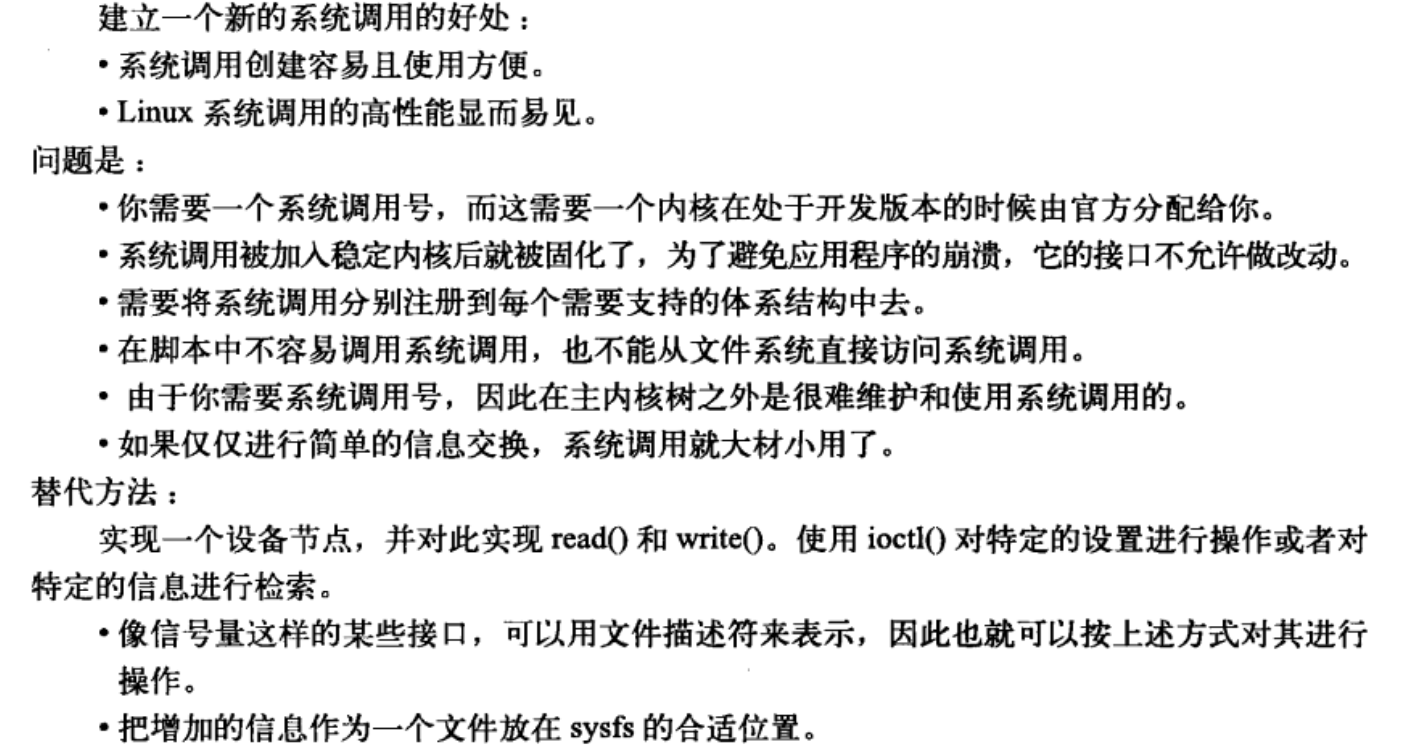 建立一个新的系统调用的好处：
• 系统调用创建容易且使用方便。
• Linux 系统调用的高性能显而易见。
问题是：
• 你需要一个系统调用号，而这需要一个内核在处于开发版本的时候由官方分配给你。
• 系统调用被加入稳定内核后就被固化了，为了避免应用程序的崩溃，它的接口不允许做改动。
• 需要将系统调用分别注册到每个需要支持的体系结构中去。
• 在脚本中不容易调用系统调用，也不能从文件系统直接访问系统调用。
• 由于你需要系统调用号，因此在主内核树之外是很难维护和使用系统调用的。
• 如果仅仅进行简单的信息交换，系统调用就大材小用了。
替代方法：
实现一个设备节点，并对此实现 read() 和 write()。使用 ioctl() 对特定的设置进行操作或者对
特定的信息进行检索。
• 像信号量这样的某些接口，可以用文件描述符来表示，因此也就可以按上述方式对其进行
操作。
• 把增加的信息作为一个文件放在 sysfs 的合适位置。